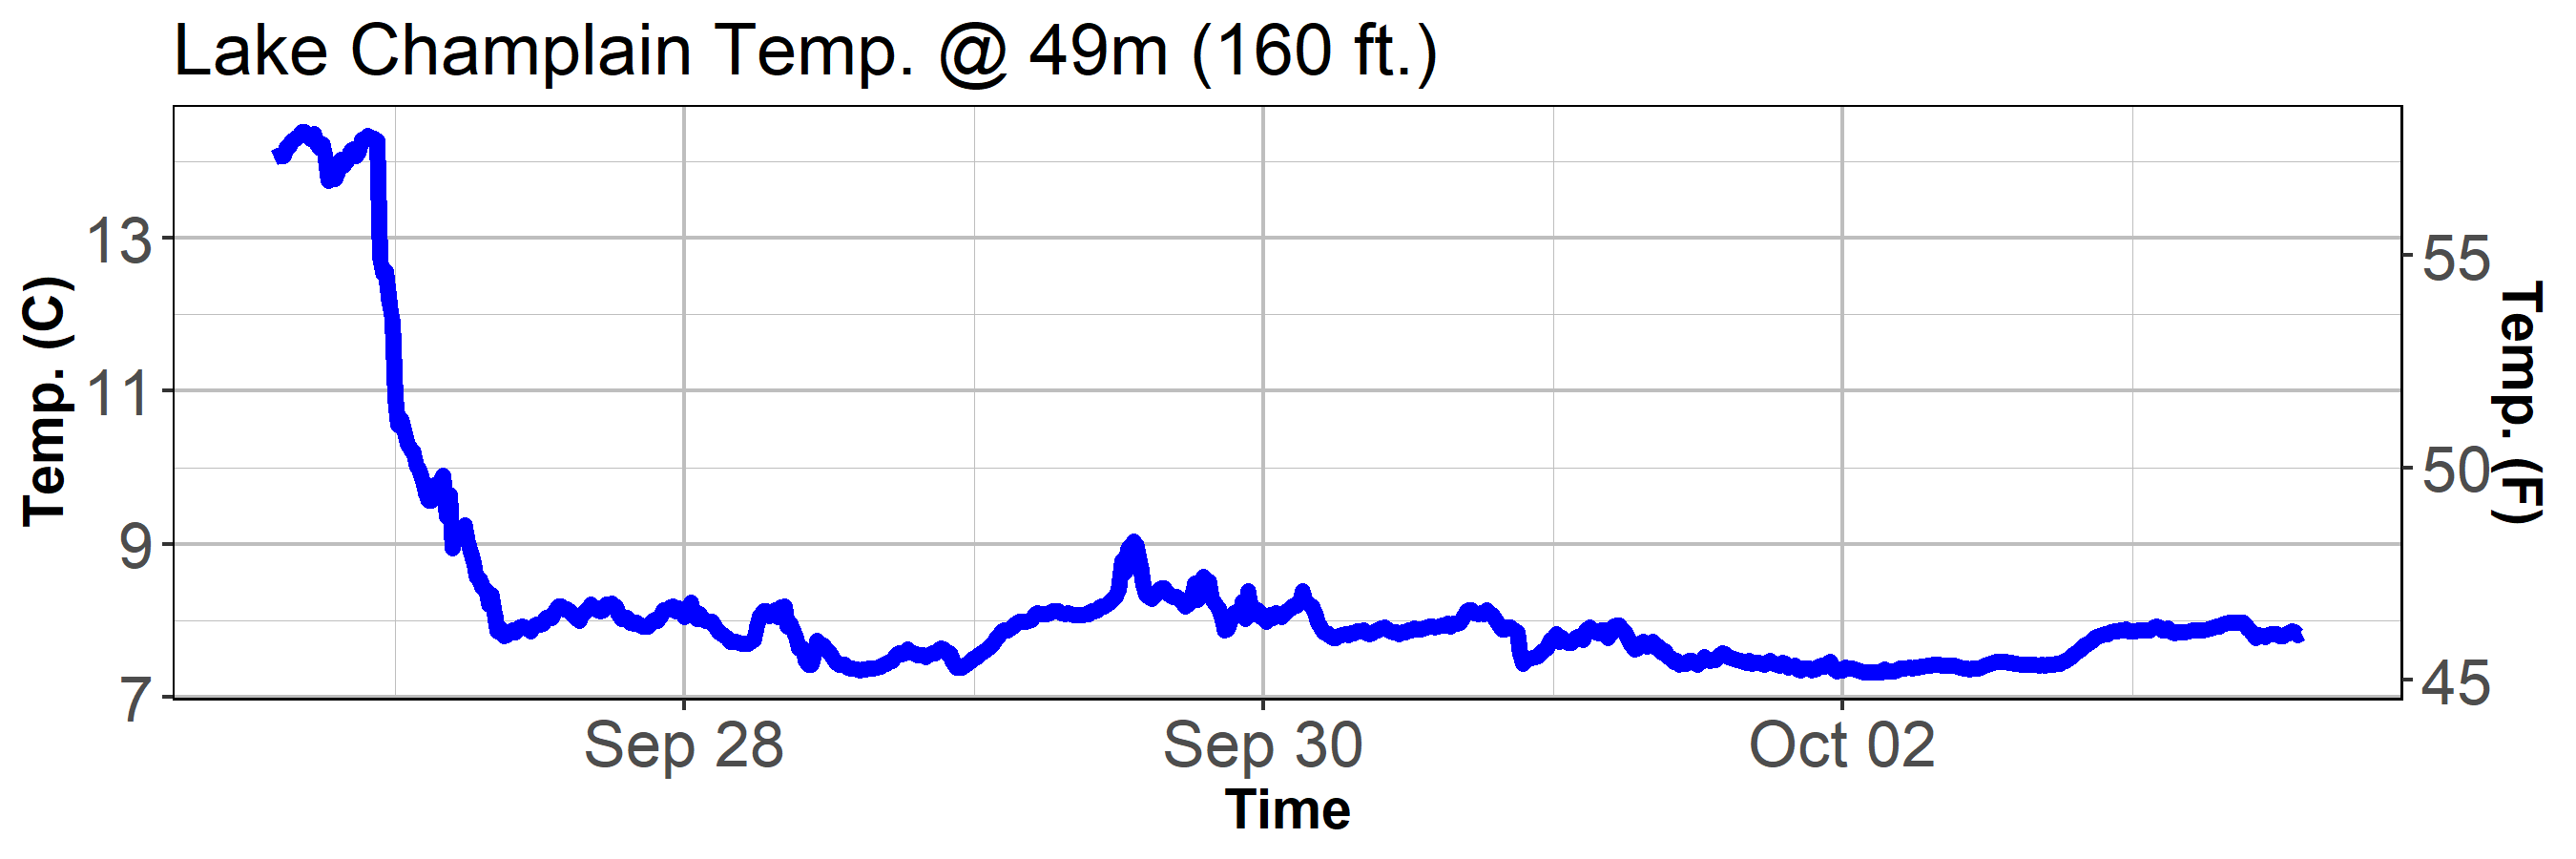 Lake Champlain Temp. @ 49m (160 ft.)
Temp. (C)
13
11
9
7
55
50
45
Temp. (F)
Sep 28
Sep 30
Oct 02
Time